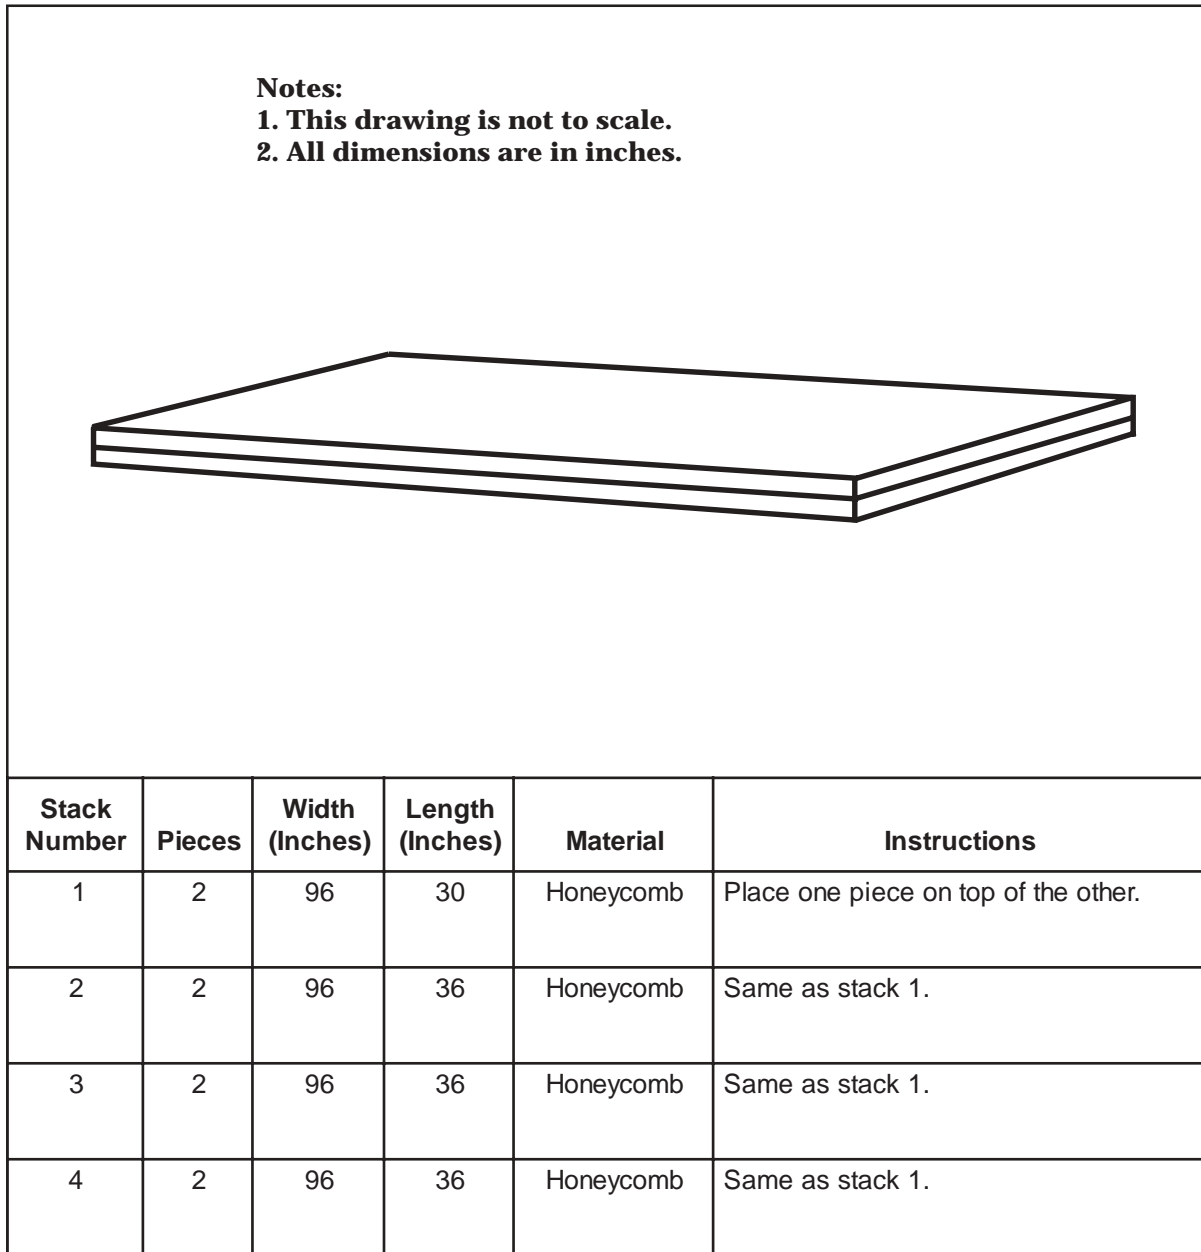 Notes:
1. This drawing is not to scale.
2. All dimensions are in inches.
Stack Number Pieces Width (Inches) Length (Inches) Material Instructions
1 2 96 30 Honeycomb Place one piece on top of the other.
2 2 96 36 Honeycomb Same as stack 1.
3 2 96 36 Honeycomb Same as stack 1.
4 2 96 36 Honeycomb Same as stack 1.